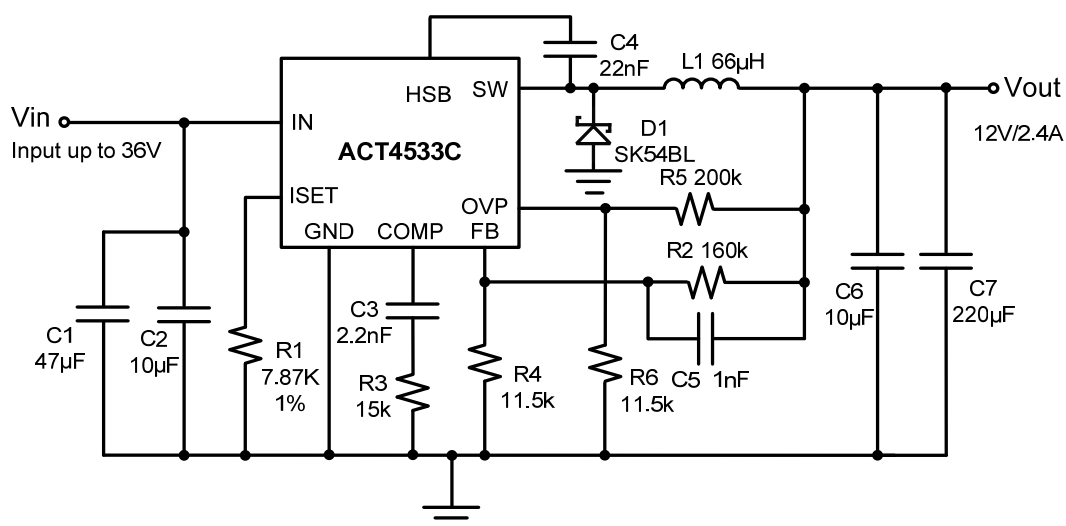 C4
22nF
L1 66µH
HSB
SW
Vout
Vin
IN
Input up to 36V
ACT4533C
D1
SK54BL
12V/2.4A
R5 200k
ISET
OVP
GND
COMP
FB
R2 160k
C1
47µF
C2
10µF
R1
7.87K
1%
C3
2.2nF
R3
15k
R4
11.5k
R6
11.5k
C5
1nF
C6
10µF
C7
220µF